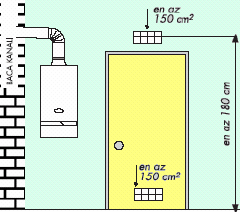 en az
150 cm²
BACA KANALI
en az 180 cm
en az
150 cm²